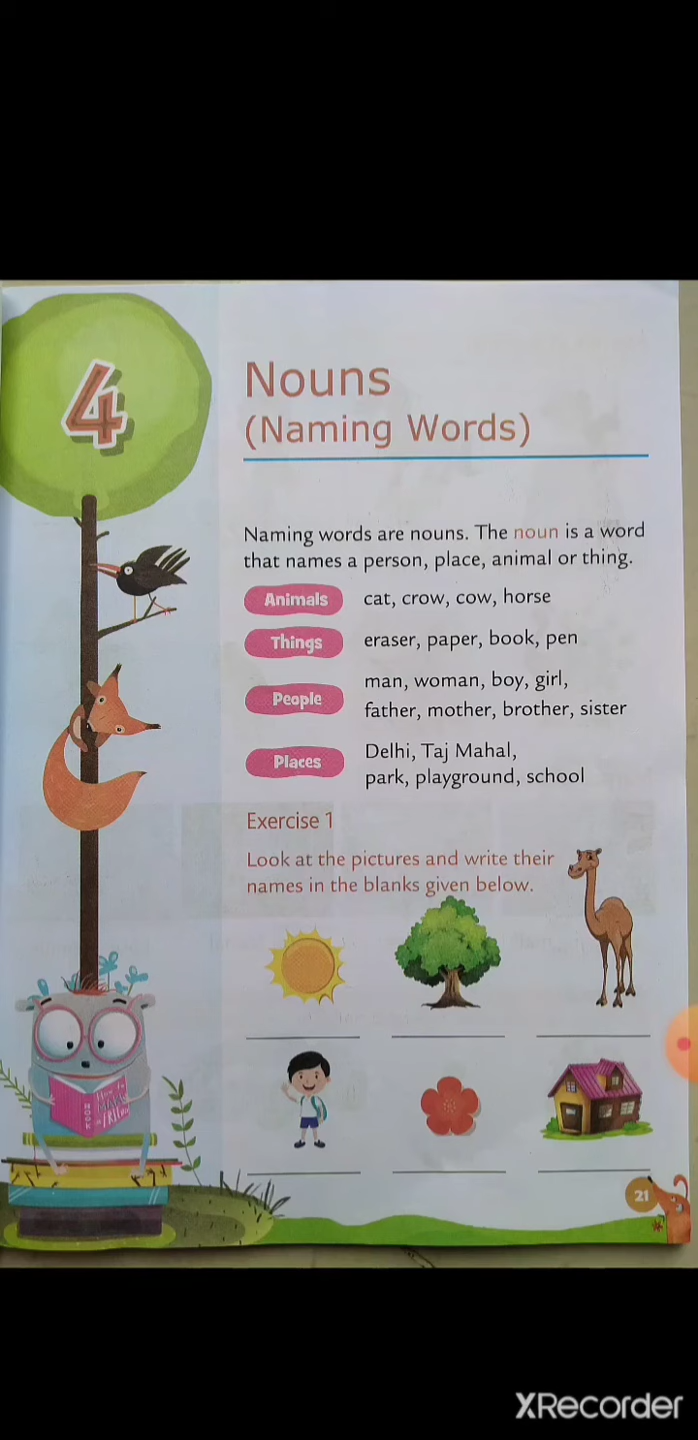 4
Nouns
(Naming Words)
Naming words are nouns. The noun is a word
that names a person, place, animal or thing.
Animals cat, crow, cow, horse
Things eraser, paper, book, pen
People man, woman, boy, girl,
father, mother, brother, sister
Places Delhi, Taj Mahal,
park, playground, school
Exercise 1
Look at the pictures and write their
names in the blanks given below.
21
XRecorder